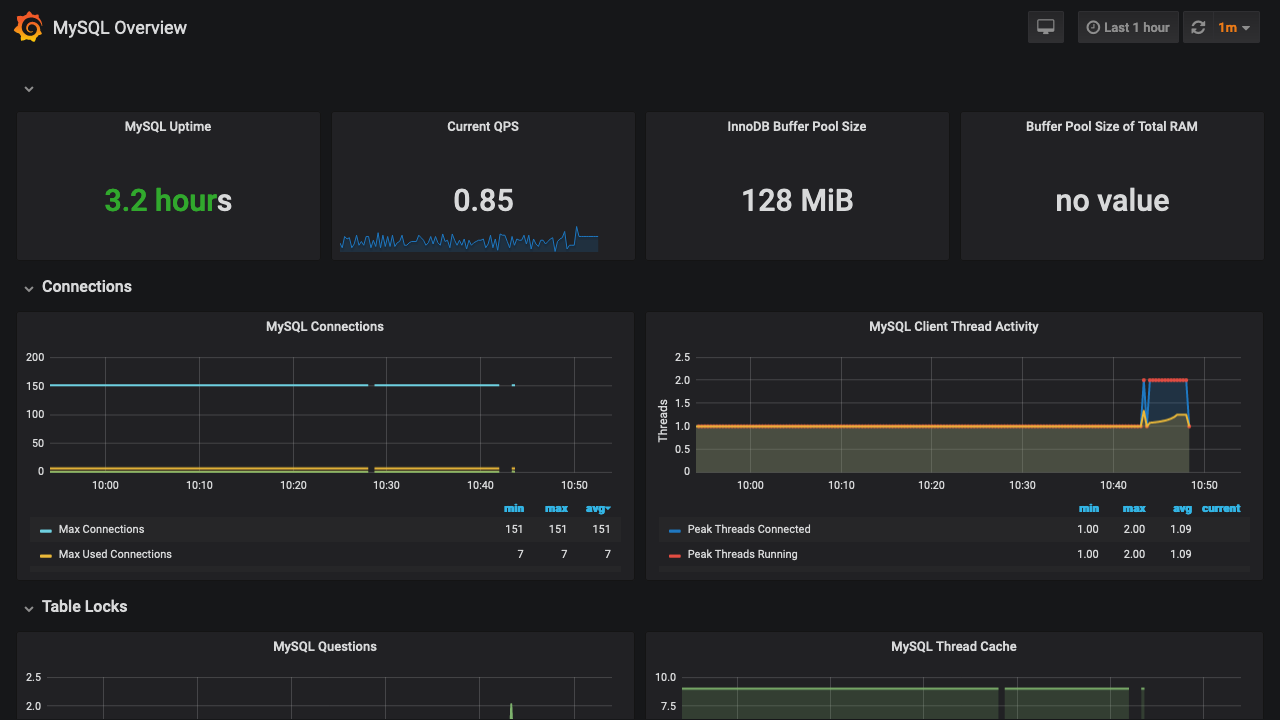 MySQL Overview
Last 1 hour
1m
MySQL Uptime
Current QPS
InnoDB Buffer Pool Size
Buffer Pool Size of Total RAM
3.2 hours
0.85
128 MiB
no value
Connections
MySQL Connections
200
150
100
50
0
10:00 10:10 10:20 10:30 10:40 10:50
min max avg
Max Connections 151 151 151
Max Used Connections 7 7 7
MySQL Client Thread Activity
Threads
2.5
2.0
1.5
1.0
0.5
0
10:00 10:10 10:20 10:30 10:40 10:50
min max avg current
Peak Threads Connected 1.00 2.00 1.09
Peak Threads Running 1.00 2.00 1.09
Table Locks
MySQL Questions
2.5
2.0
MySQL Thread Cache
10.0
7.5